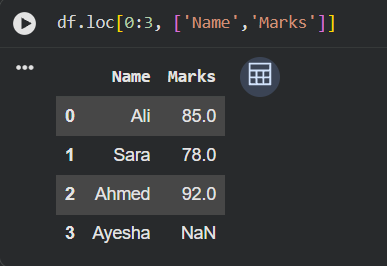 df.loc[0:3, ['Name','Marks']]
Name Marks
0 Ali 85.0
1 Sara 78.0
2 Ahmed 92.0
3 Ayesha NaN